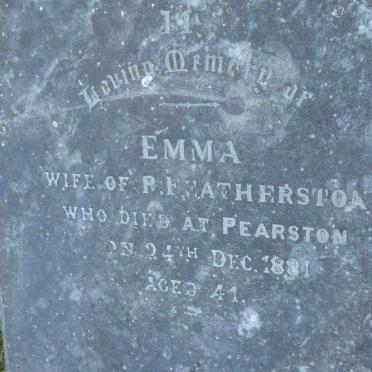 In
Loving Memory of
EMMA
WIFE OF R. FEATHERSTON
WHO DIED AT PEARSTON
ON 24TH DEC. 1881
AGED 41.